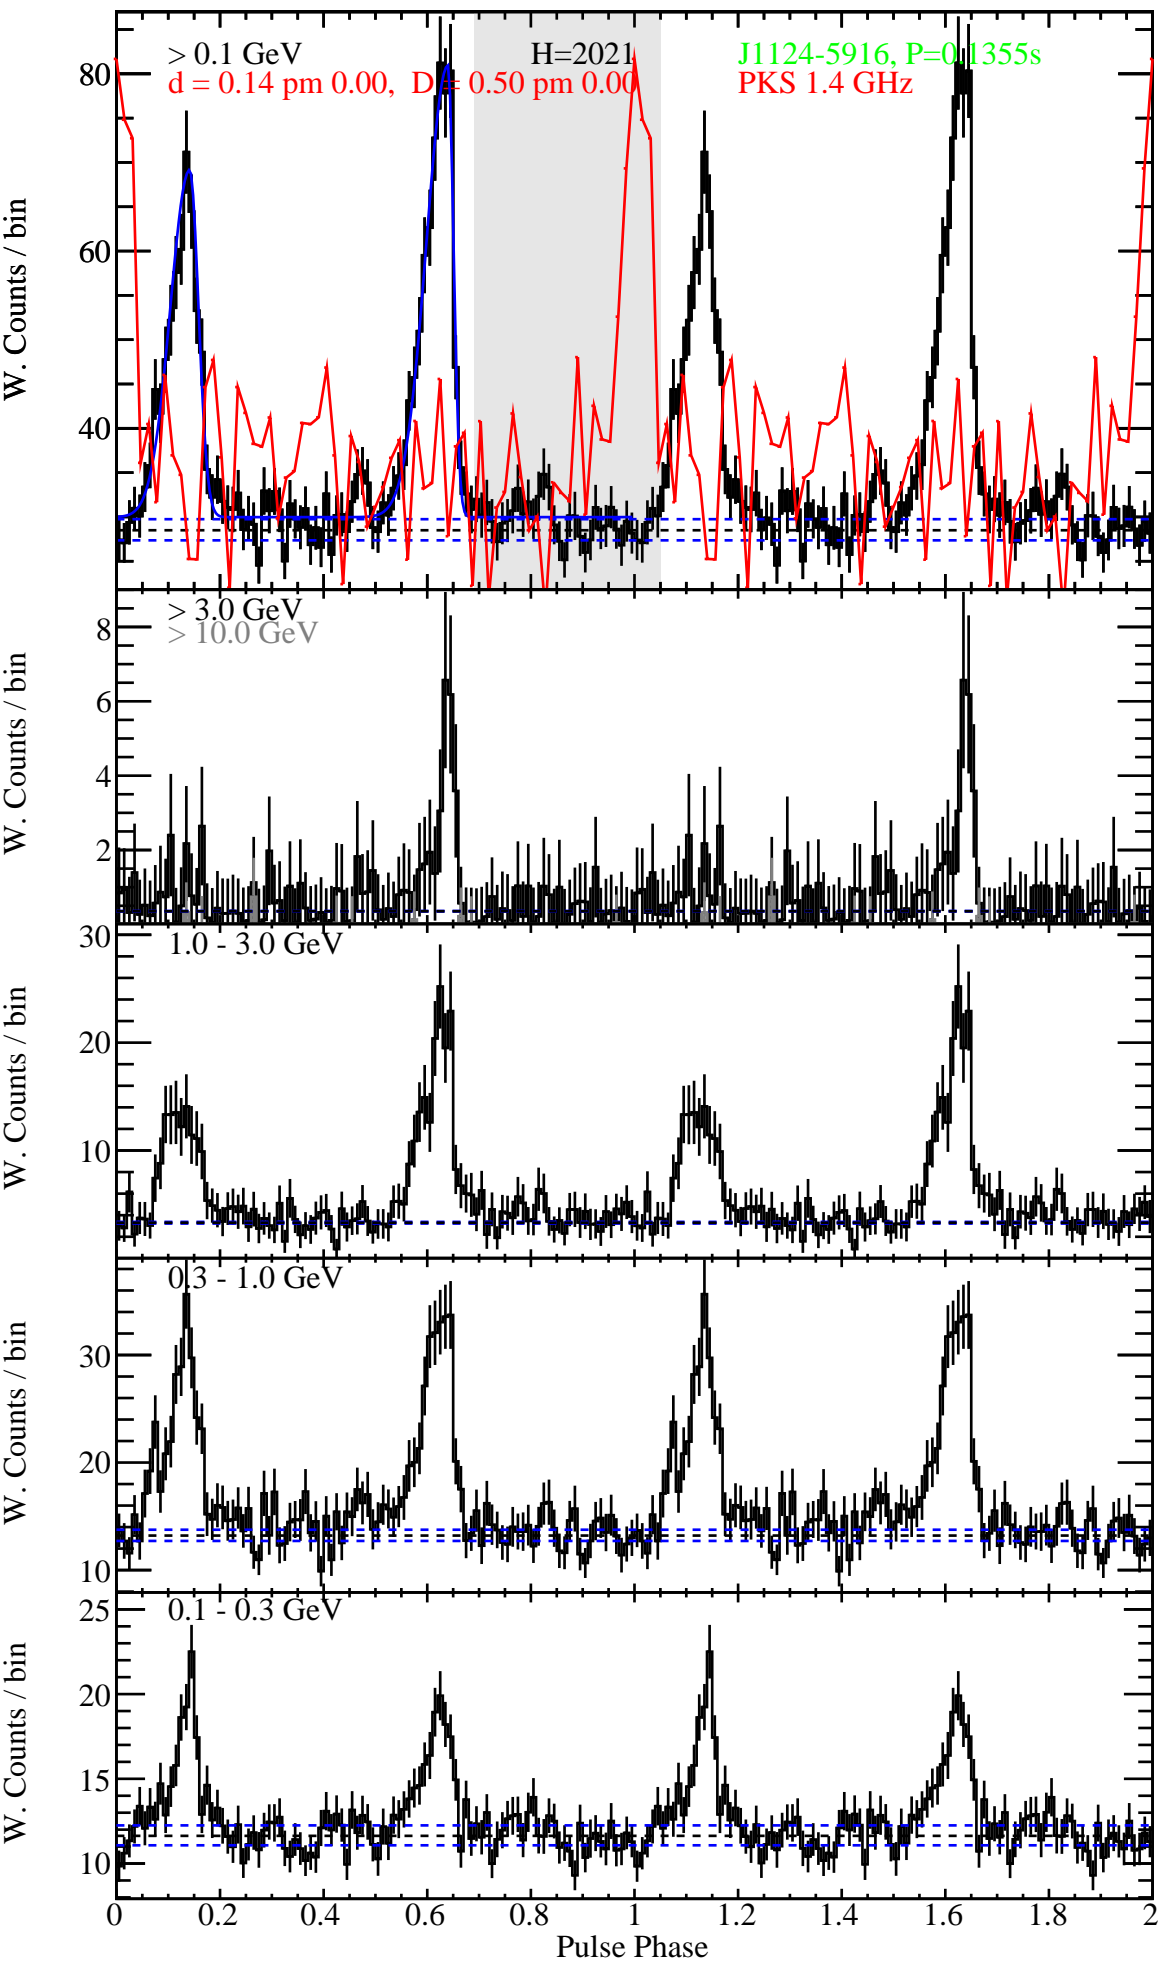 > 0.1 GeV H=2021 J1124-5916, P=0.1355s
d = 0.14 pm 0.00, D = 0.50 pm 0.00 PKS 1.4 GHz
W. Counts / bin
80
60
40
> 3.0 GeV
> 10.0 GeV
W. Counts / bin
8
6
4
2
1.0 - 3.0 GeV
W. Counts / bin
30
20
10
0.3 - 1.0 GeV
W. Counts / bin
30
20
10
0.1 - 0.3 GeV
W. Counts / bin
25
20
15
10
0 0.2 0.4 0.6 0.8 1 1.2 1.4 1.6 1.8 2
Pulse Phase